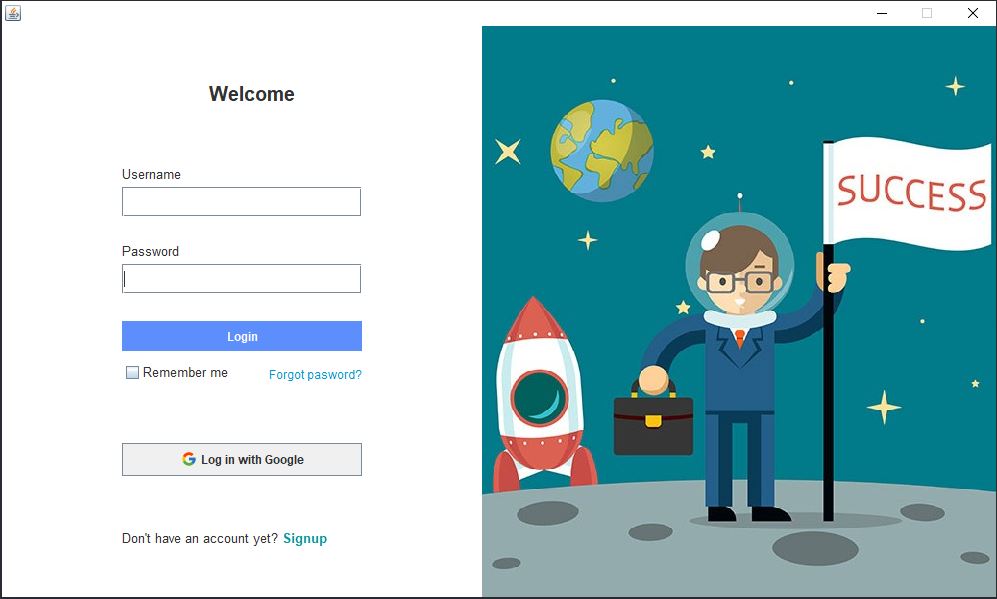 Welcome
Username
Password
Login
Remember me
Forgot pasword?
Log in with Google
Don't have an account yet? Signup
SUCCESS